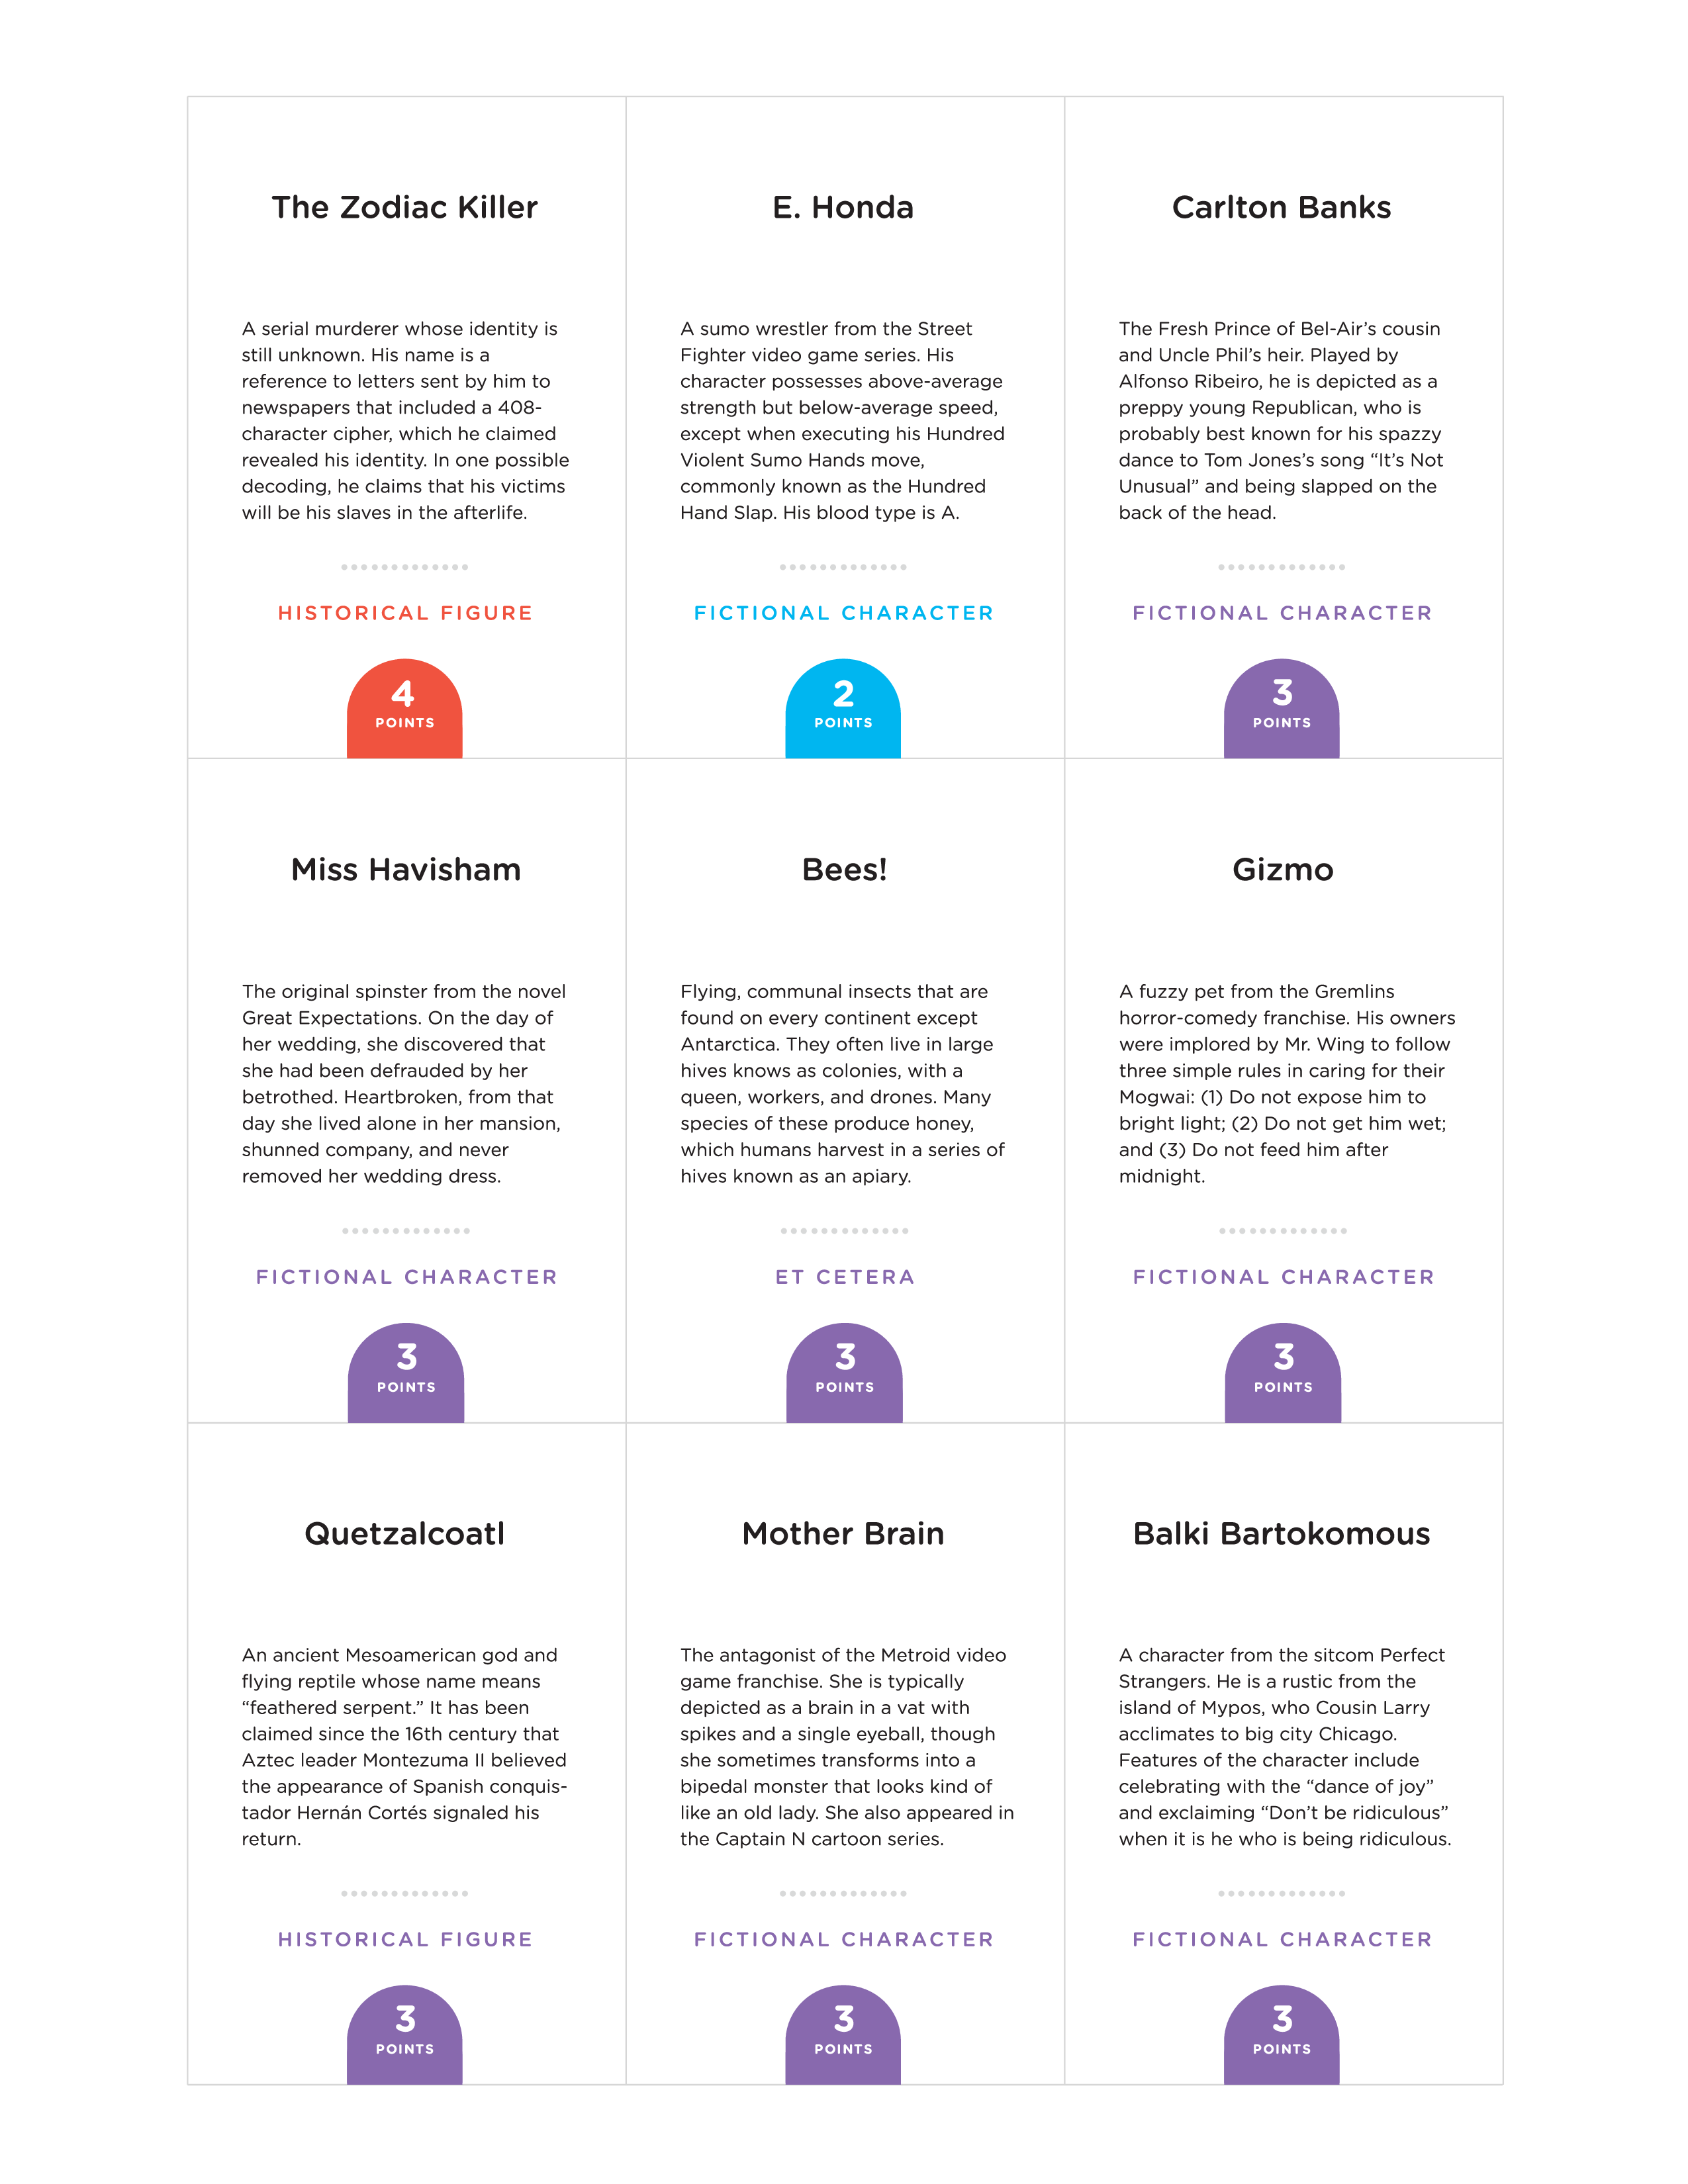 The Zodiac Killer
A serial murderer whose identity is
still unknown. His name is a
reference to letters sent by him to
newspapers that included a 408-
character cipher, which he claimed
revealed his identity. In one possible
decoding, he claims that his victims
will be his slaves in the afterlife.
HISTORICAL FIGURE
4
POINTS
E. Honda
A sumo wrestler from the Street
Fighter video game series. His
character possesses above-average
strength but below-average speed,
except when executing his Hundred
Violent Sumo Hands move,
commonly known as the Hundred
Hand Slap. His blood type is A.
FICTIONAL CHARACTER
2
POINTS
Carlton Banks
The Fresh Prince of Bel-Air’s cousin
and Uncle Phil’s heir. Played by
Alfonso Ribeiro, he is depicted as a
preppy young Republican, who is
probably best known for his spazzy
dance to Tom Jones’s song “It’s Not
Unusual” and being slapped on the
back of the head.
FICTIONAL CHARACTER
3
POINTS
Miss Havisham
The original spinster from the novel
Great Expectations. On the day of
her wedding, she discovered that
she had been defrauded by her
betrothed. Heartbroken, from that
day she lived alone in her mansion,
shunned company, and never
removed her wedding dress.
FICTIONAL CHARACTER
3
POINTS
Bees!
Flying, communal insects that are
found on every continent except
Antarctica. They often live in large
hives knows as colonies, with a
queen, workers, and drones. Many
species of these produce honey,
which humans harvest in a series of
hives known as an apiary.
ET CETERA
3
POINTS
Gizmo
A fuzzy pet from the Gremlins
horror-comedy franchise. His owners
were implored by Mr. Wing to follow
three simple rules in caring for their
Mogwai: (1) Do not expose him to
bright light; (2) Do not get him wet;
and (3) Do not feed him after
midnight.
FICTIONAL CHARACTER
3
POINTS
Quetzalcoatl
An ancient Mesoamerican god and
flying reptile whose name means
“feathered serpent.” It has been
claimed since the 16th century that
Aztec leader Montezuma II believed
the appearance of Spanish conquis-
tador Hernán Cortés signaled his
return.
HISTORICAL FIGURE
3
POINTS
Mother Brain
The antagonist of the Metroid video
game franchise. She is typically
depicted as a brain in a vat with
spikes and a single eyeball, though
she sometimes transforms into a
bipedal monster that looks kind of
like an old lady. She also appeared in
the Captain N cartoon series.
FICTIONAL CHARACTER
3
POINTS
Balki Bartokomous
A character from the sitcom Perfect
Strangers. He is a rustic from the
island of Mypos, who Cousin Larry
acclimates to big city Chicago.
Features of the character include
celebrating with the “dance of joy”
and exclaiming “Don’t be ridiculous”
when it is he who is being ridiculous.
FICTIONAL CHARACTER
3
POINTS